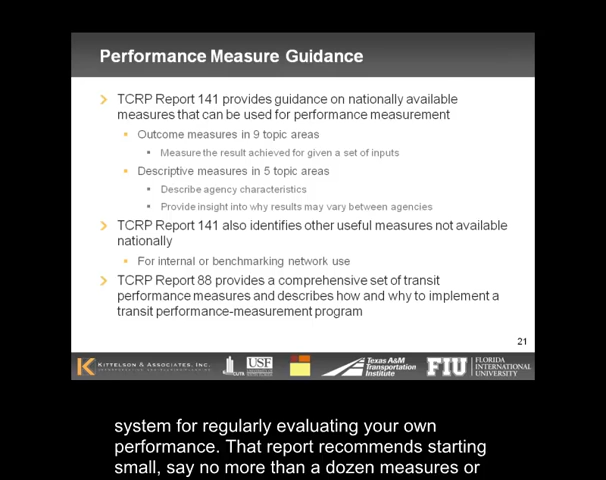 Performance Measure Guidance
TCRP Report 141 provides guidance on nationally available
measures that can be used for performance measurement
Outcome measures in 9 topic areas
Measure the result achieved for given a set of inputs
Descriptive measures in 5 topic areas
Describe agency characteristics
Provide insight into why results may vary between agencies
TCRP Report 141 also identifies other useful measures not available
nationally
For internal or benchmarking network use
TCRP Report 88 provides a comprehensive set of transit
performance measures and describes how and why to implement a
transit performance-measurement program
21
KITTELSON & ASSOCIATES, INC.
CUTR
USF
Texas A&M
Transportation
Institute
FIU
FLORIDA
INTERNATIONAL
UNIVERSITY
system for regularly evaluating your own
performance. That report recommends starting
small, say no more than a dozen measures or